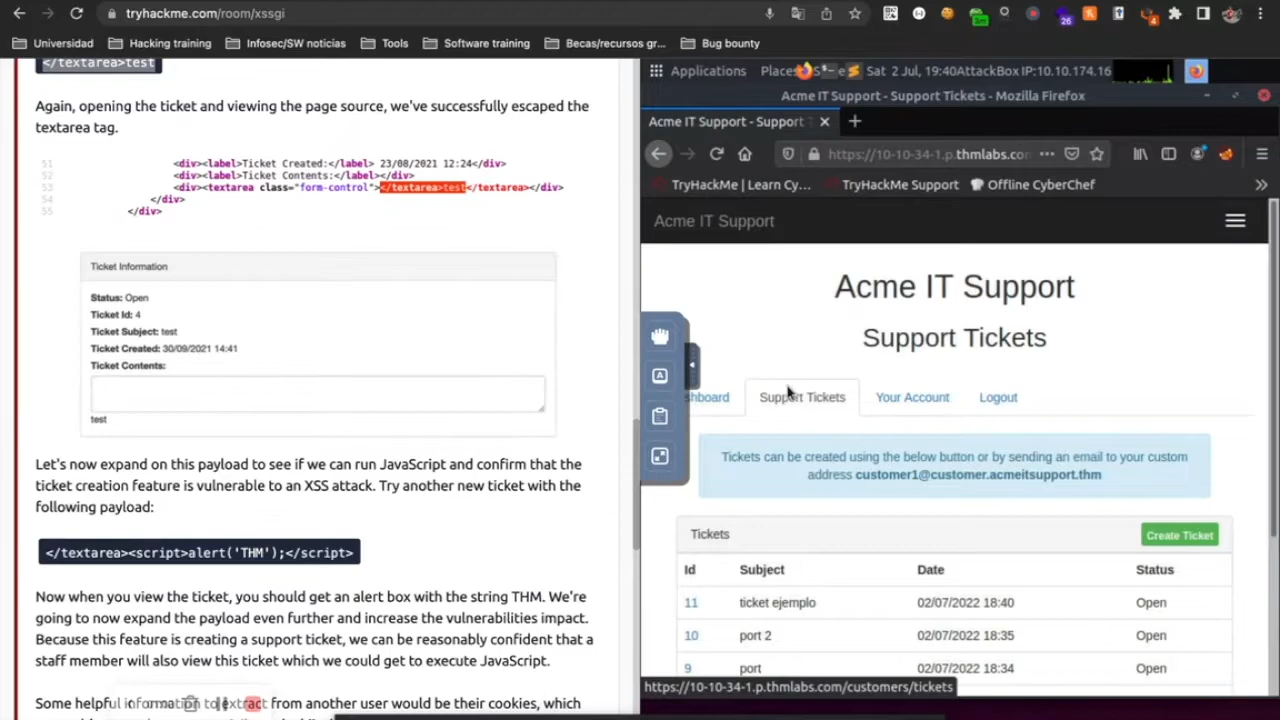 tryhackme.com/room/xssgi
Universidad
Hacking training
Infosec/SW noticias
Tools
Software training
Becas/recursos gr...
Bug bounty
</textarea>test
Again, opening the ticket and viewing the page source, we've successfully escaped the
textarea tag.
51 <div><label>Ticket Created:</label> 23/08/2021 12:24</div>
52 <div><label>Ticket Contents:</label></div>
53 <div><textarea class="form-control"></textarea>test</textarea></div>
54 </div>
55 </div>
Ticket Information
Status: Open
Ticket Id: 4
Ticket Subject: test
Ticket Created: 30/09/2021 14:41
Ticket Contents:
test
Let's now expand on this payload to see if we can run JavaScript and confirm that the
ticket creation feature is vulnerable to an XSS attack. Try another new ticket with the
following payload:
</textarea><script>alert('THM');</script>
Now when you view the ticket, you should get an alert box with the string THM. We're
going to now expand the payload even further and increase the vulnerabilities impact.
Because this feature is creating a support ticket, we can be reasonably confident that a
staff member will also view this ticket which we could get to execute JavaScript.
Some helpful information to extract from another user would be their cookies, which
Applications
Places
Sat 2 Jul, 19:40
AttackBox IP:10.10.174.16
Acme IT Support - Support Tickets - Mozilla Firefox
Acme IT Support - Support
https://10-10-34-1.p.thmlabs.co
TryHackMe | Learn Cy...
TryHackMe Support
Offline CyberChef
Acme IT Support
Acme IT Support
Support Tickets
shboard
Support Tickets
Your Account
Logout
Tickets can be created using the below button or by sending an email to your custom
address customer1@customer.acmeitsupport.thm
Tickets
Create Ticket
Id Subject Date Status
11 ticket ejemplo 02/07/2022 18:40 Open
10 port 2 02/07/2022 18:35 Open
9 port 02/07/2022 18:34 Open
https://10-10-34-1.p.thmlabs.com/customers/tickets